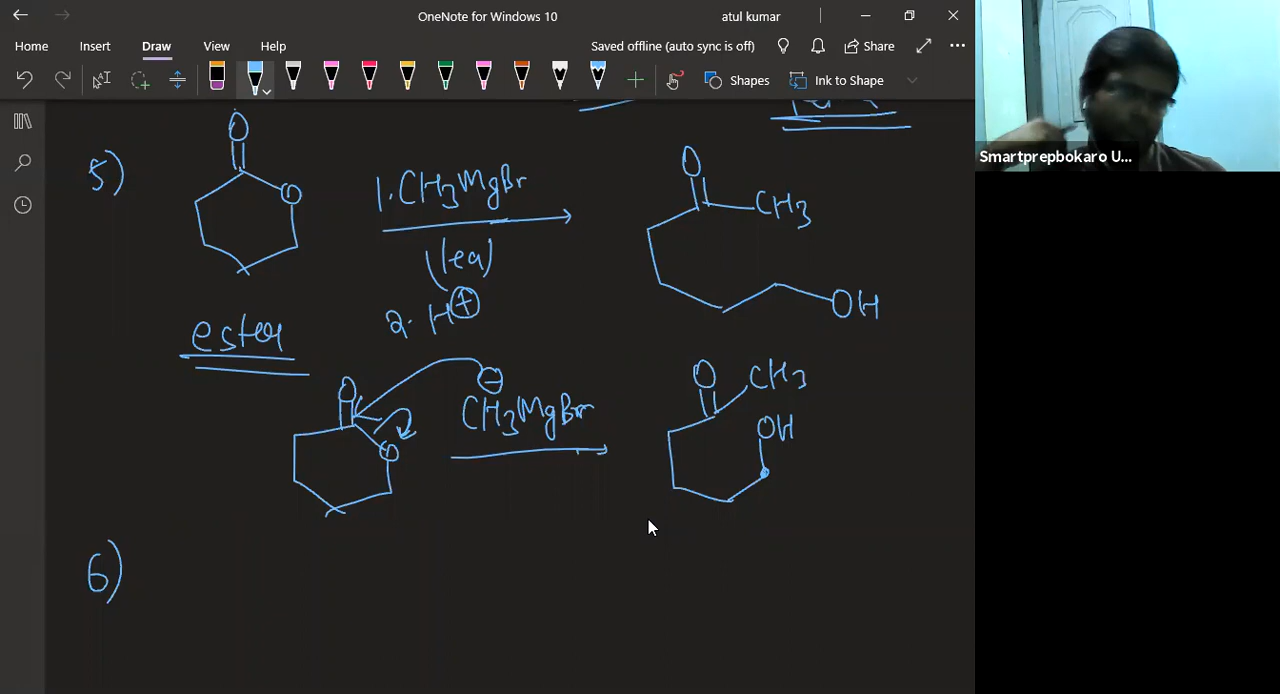 OneNote for Windows 10
atul kumar
Home
Insert
Draw
View
Help
Saved offline (auto sync is off)
Share
Shapes
Ink to Shape
Smartprepbokaro U...
5)
O
O
1. CH3MgBr
(1eq)
2. H⊕
O
CH3
OH
ester
O
O
⊖
CH3MgBr
O
CH3
OH
6)